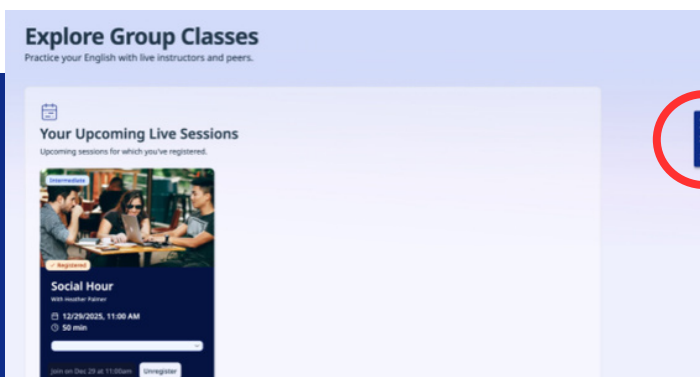 Explore Group Classes
Practice your English with live instructors and peers.
Your Upcoming Live Sessions
Upcoming sessions for which you've registered.
Intermediate
Registered
Social Hour
With Heather Palmer
12/29/2025, 11:00 AM
50 min
Join on Dec 29 at 11:00am
Unregister